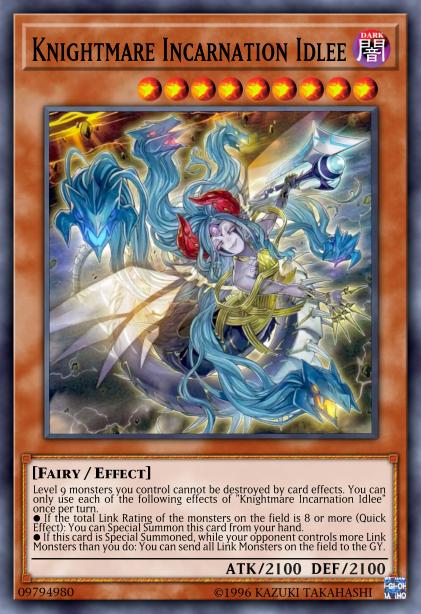 Knightmare Incarnation Idlee
DARK
闇
[Fairy / Effect]
Level 9 monsters you control cannot be destroyed by card effects. You can
only use each of the following effects of "Knightmare Incarnation Idlee"
once per turn.
● If the total Link Rating of the monsters on the field is 8 or more (Quick
Effect): You can Special Summon this card from your hand.
● If this card is Special Summoned, while your opponent controls more Link
Monsters than you do: You can send all Link Monsters on the field to the GY.
ATK/2100 DEF/2100
09794980
©1996 KAZUKI TAKAHASHI